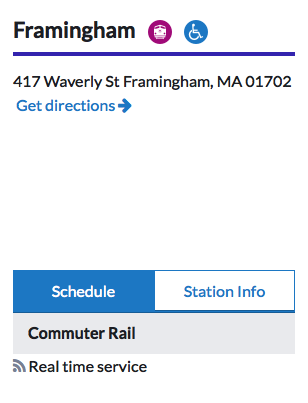 Framingham
417 Waverly St Framingham, MA 01702
Get directions
Schedule
Station Info
Commuter Rail
Real time service